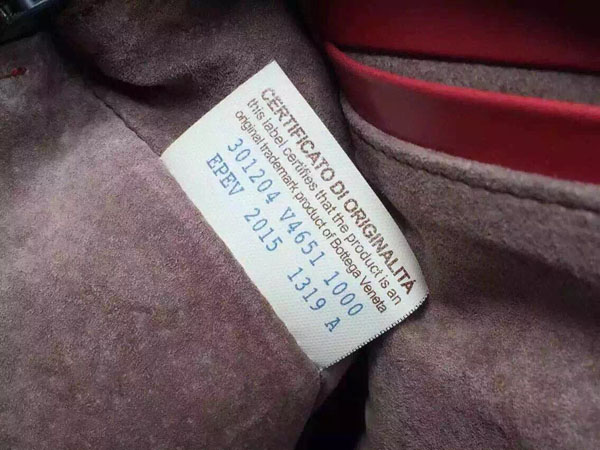 CERTIFICATO DI ORIGINALITÀ
this label certifies that the product is an
original trademark product of Bottega Veneta
301204 V4651 1000
EPEV 2015 1319 A